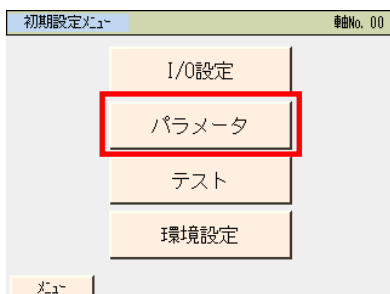 初期設定ﾒﾆｭｰ 軸No. 00
I/O設定
パラメータ
テスト
環境設定
ﾒﾆｭｰ